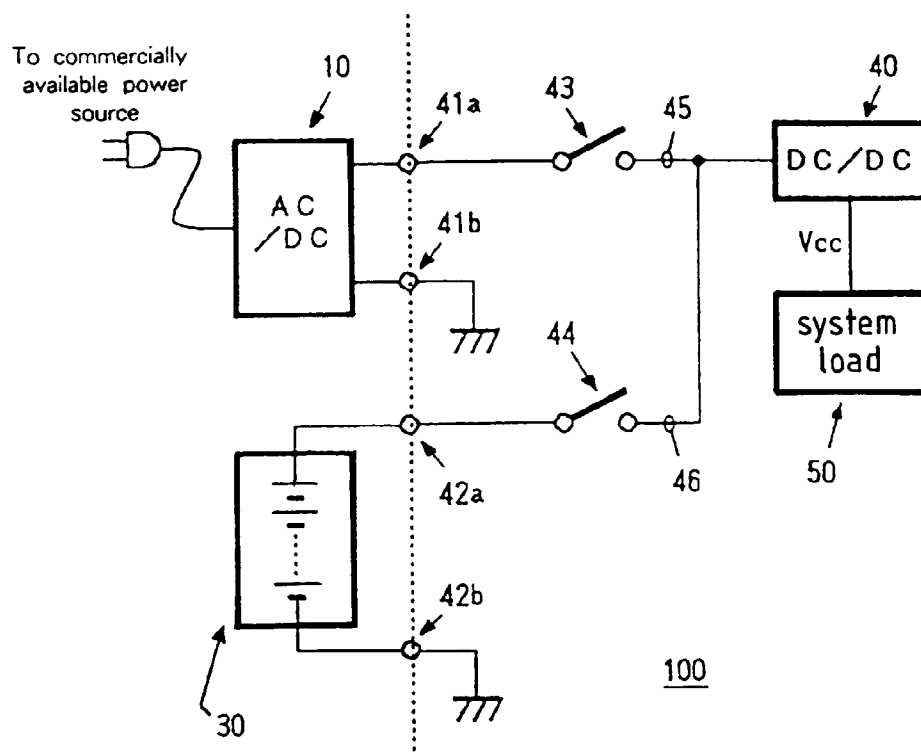 To commercially
available power
source
10
41a
43
45
40
AC
/DC
DC/DC
41b
Vcc
44
system
load
42a
46
50
42b
30
100